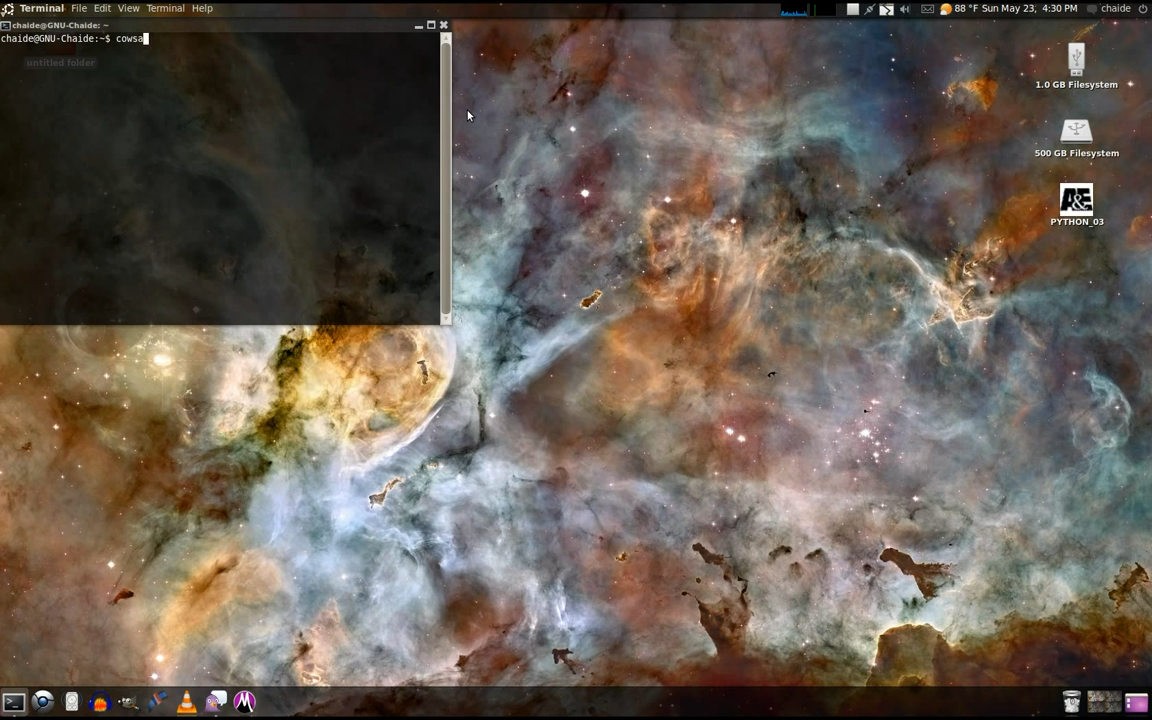 Terminal File Edit View Terminal Help
88 °F Sun May 23, 4:30 PM chaide
chaide@GNU-Chaide: ~
chaide@GNU-Chaide:~$ cowsa
untitled folder
1.0 GB Filesystem
500 GB Filesystem
A&E
PYTHON_03